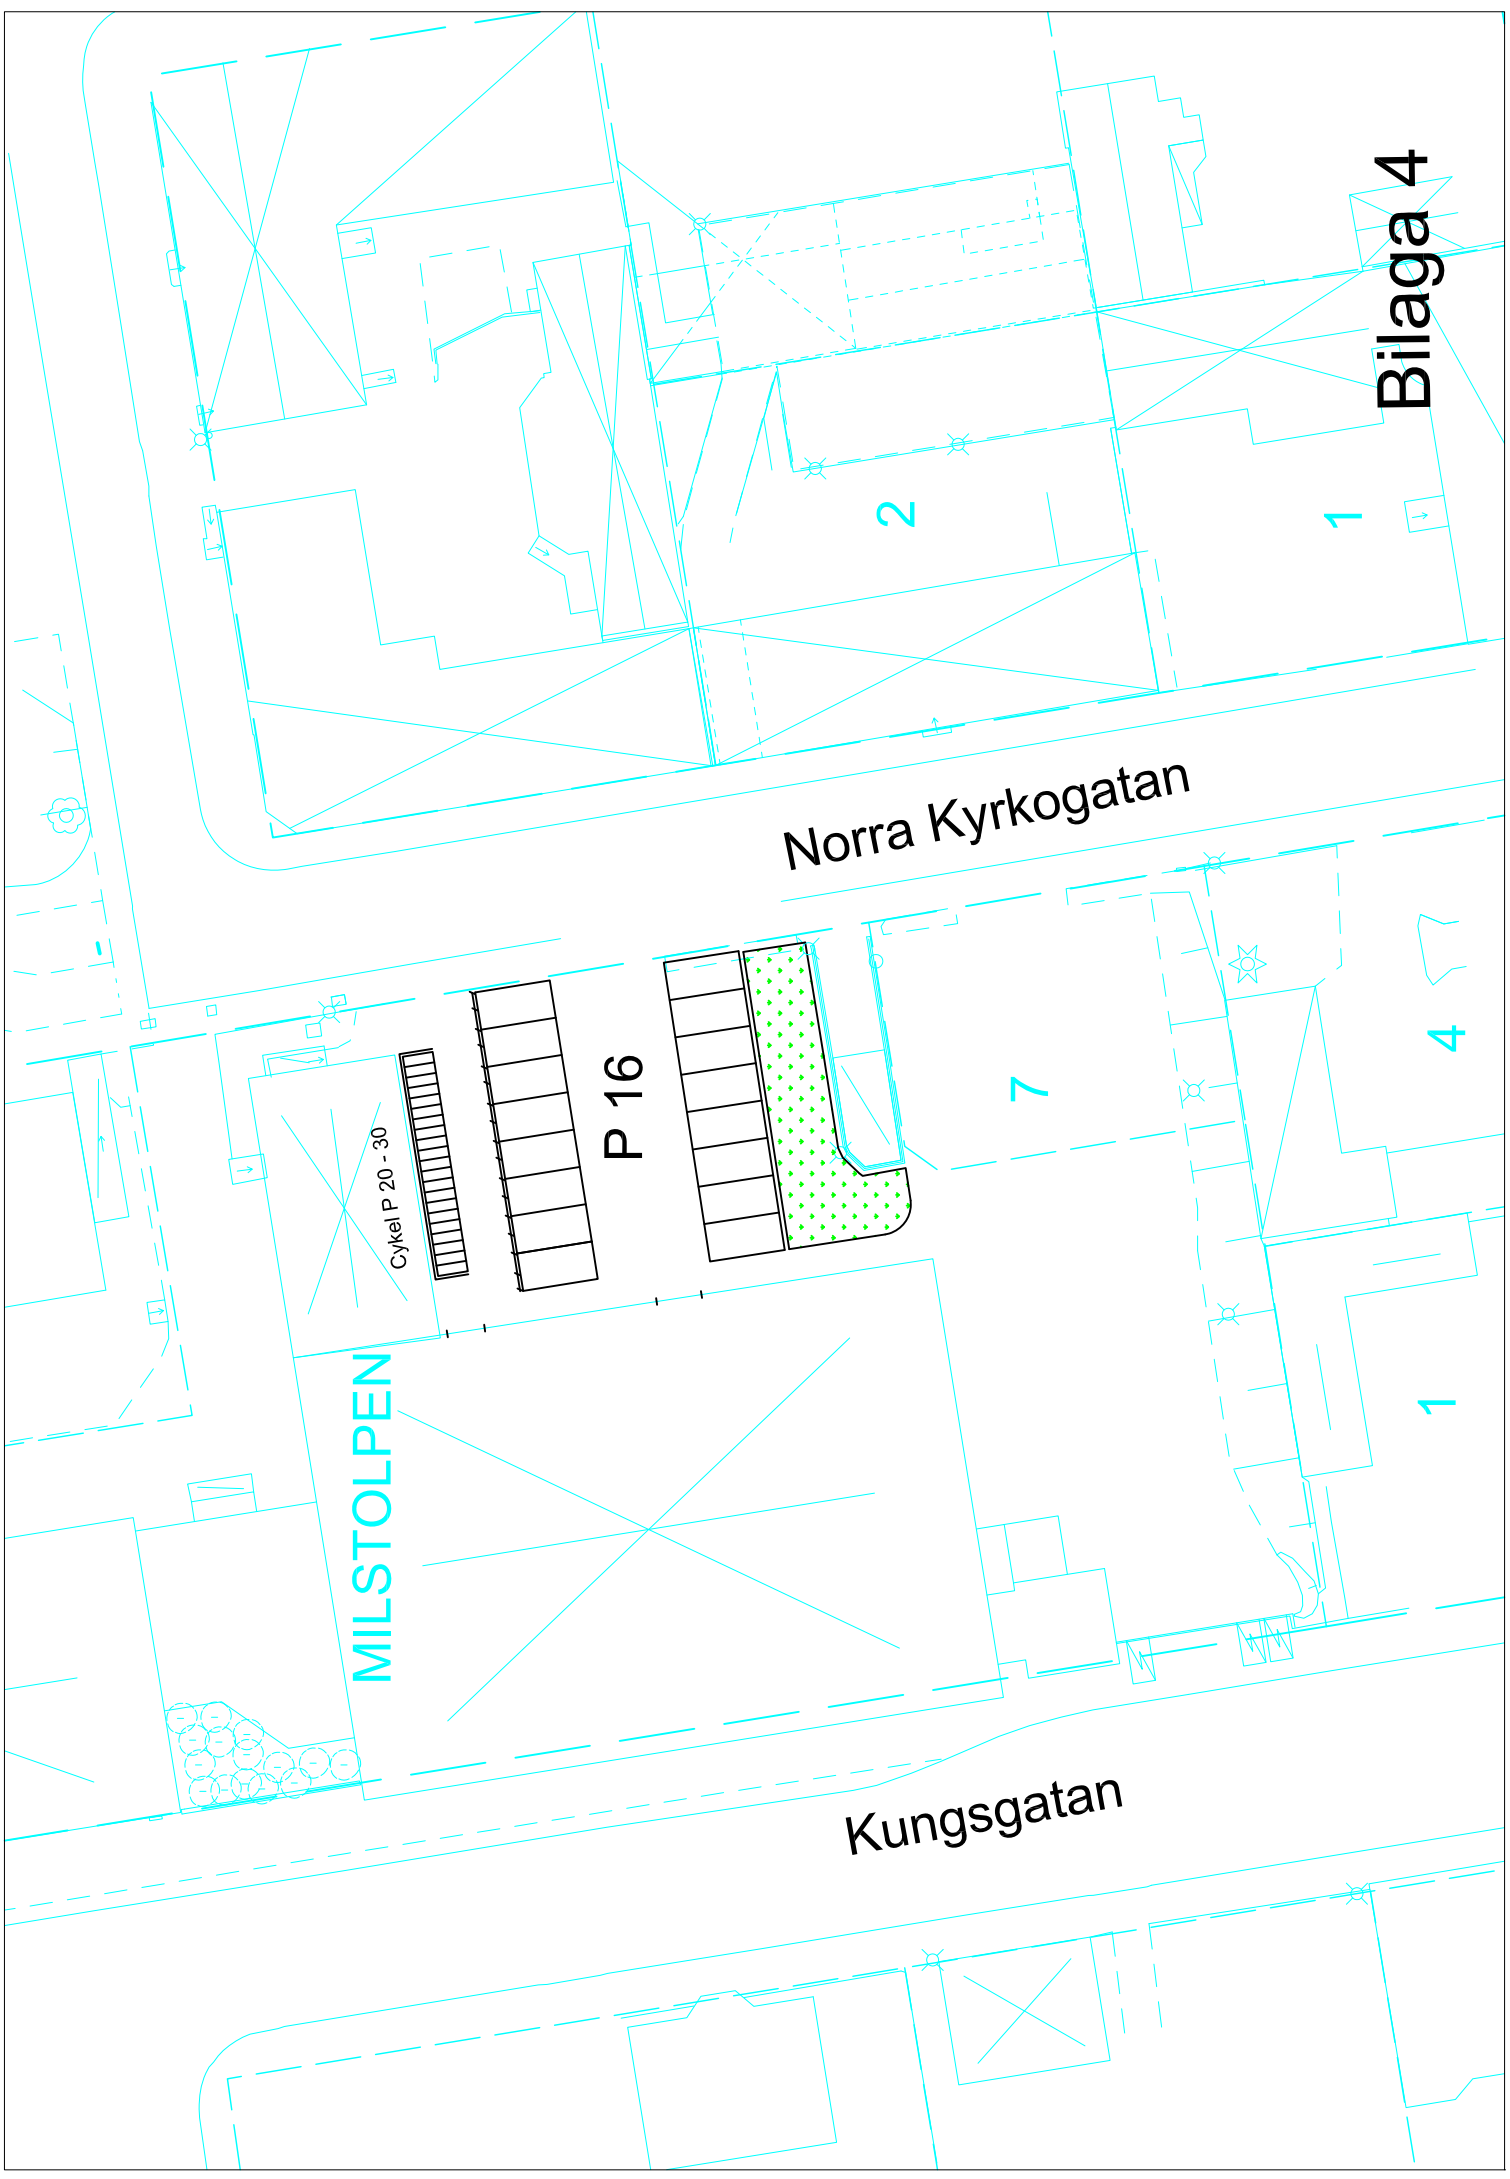 Bilaga 4
2
1
Norra Kyrkogatan
P 16
Cykel P 20 - 30
7
4
MILSTOLPEN
1
Kungsgatan